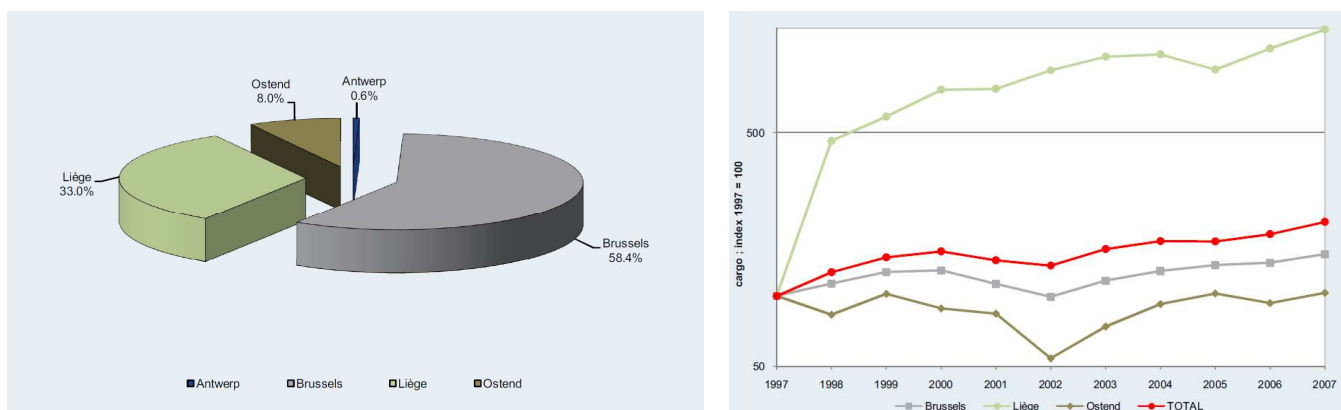 Antwerp
0.6%
Ostend
8.0%
Liège
33.0%
Brussels
58.4%
Antwerp Brussels Liège Ostend
cargo ; index 1997 = 100
500
50
1997 1998 1999 2000 2001 2002 2003 2004 2005 2006 2007
Brussels Liège Ostend TOTAL